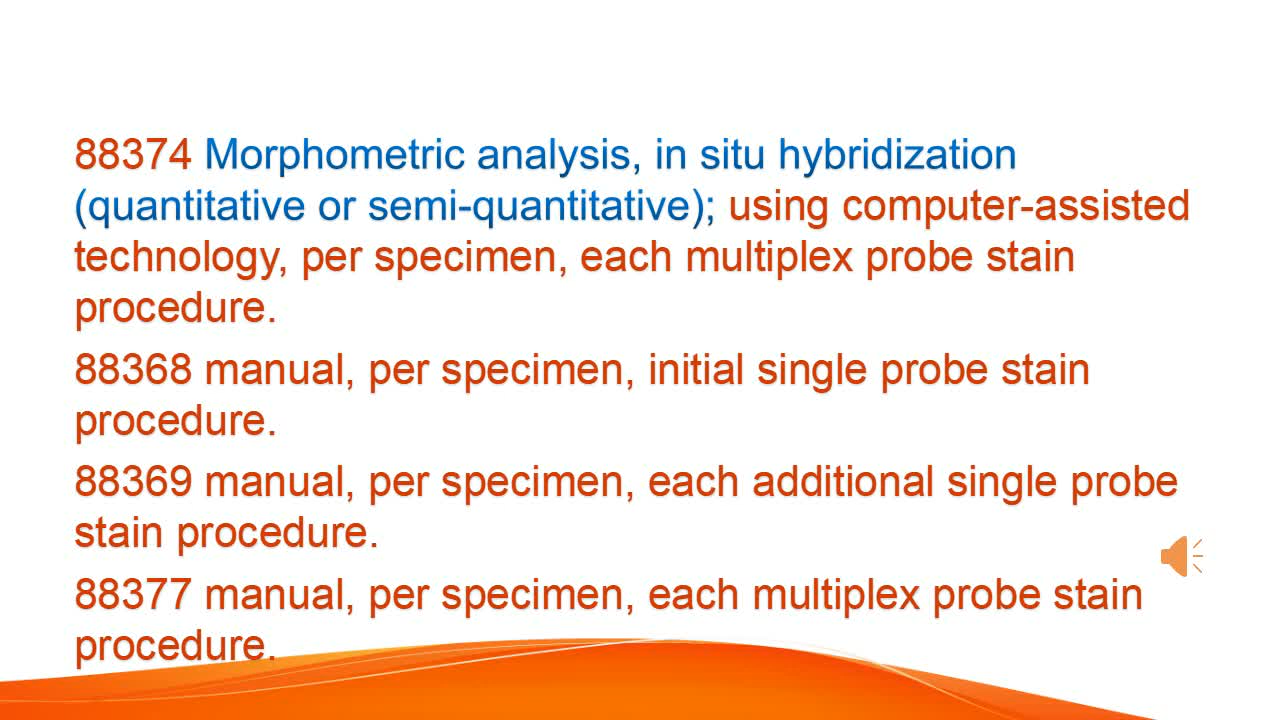 88374 Morphometric analysis, in situ hybridization
(quantitative or semi-quantitative); using computer-assisted
technology, per specimen, each multiplex probe stain
procedure.
88368 manual, per specimen, initial single probe stain
procedure.
88369 manual, per specimen, each additional single probe
stain procedure.
88377 manual, per specimen, each multiplex probe stain
procedure.